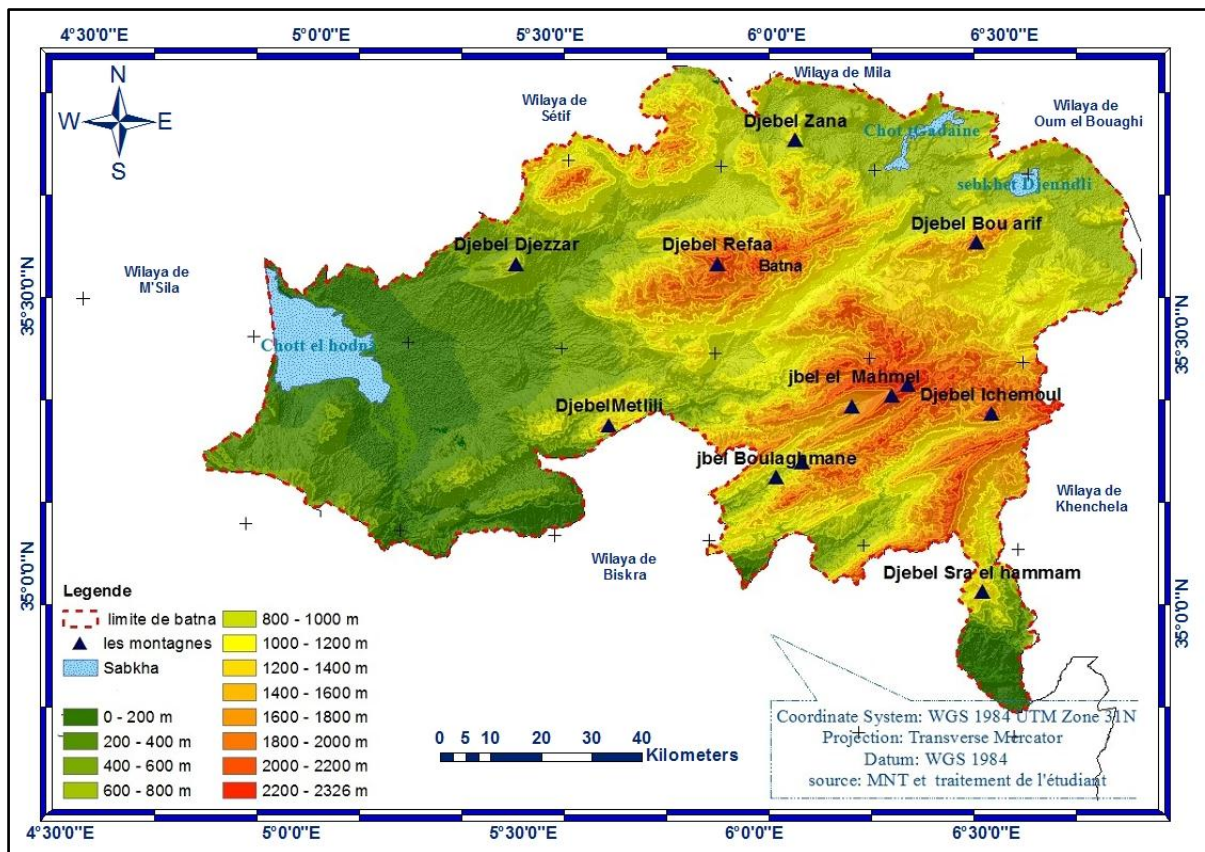 4°30'0"E
5°0'0"E
5°30'0"E
6°0'0"E
6°30'0"E
N
W
E
S
Wilaya de
Sétif
Wilaya de Mila
Wilaya de
Oum el Bouaghi
Djebel Zana
Chot tGadaine
sebkhet Djenndli
Djebel Djezzar
Djebel Refaa
Djebel Bou arif
Batna
Wilaya de
M'Sila
35°30'0"N
35°30'0"N
Chott el hodna
jbel el Mahmel
Djebel Ichemoul
DjebelMetlili
jbel Boulaghmane
Wilaya de
Khenchela
Wilaya de
Biskra
Djebel Sra el hammam
35°0'0"N
35°0'0"N
Legende
limite de batna
les montagnes
Sabkha
0 - 200 m
200 - 400 m
400 - 600 m
600 - 800 m
800 - 1000 m
1000 - 1200 m
1200 - 1400 m
1400 - 1600 m
1600 - 1800 m
1800 - 2000 m
2000 - 2200 m
2200 - 2326 m
0 5 10 20 30 40
Kilometers
Coordinate System: WGS 1984 UTM Zone 31N
Projection: Transverse Mercator
Datum: WGS 1984
source: MNT et traitement de l'étudiant
4°30'0"E
5°0'0"E
5°30'0"E
6°0'0"E
6°30'0"E